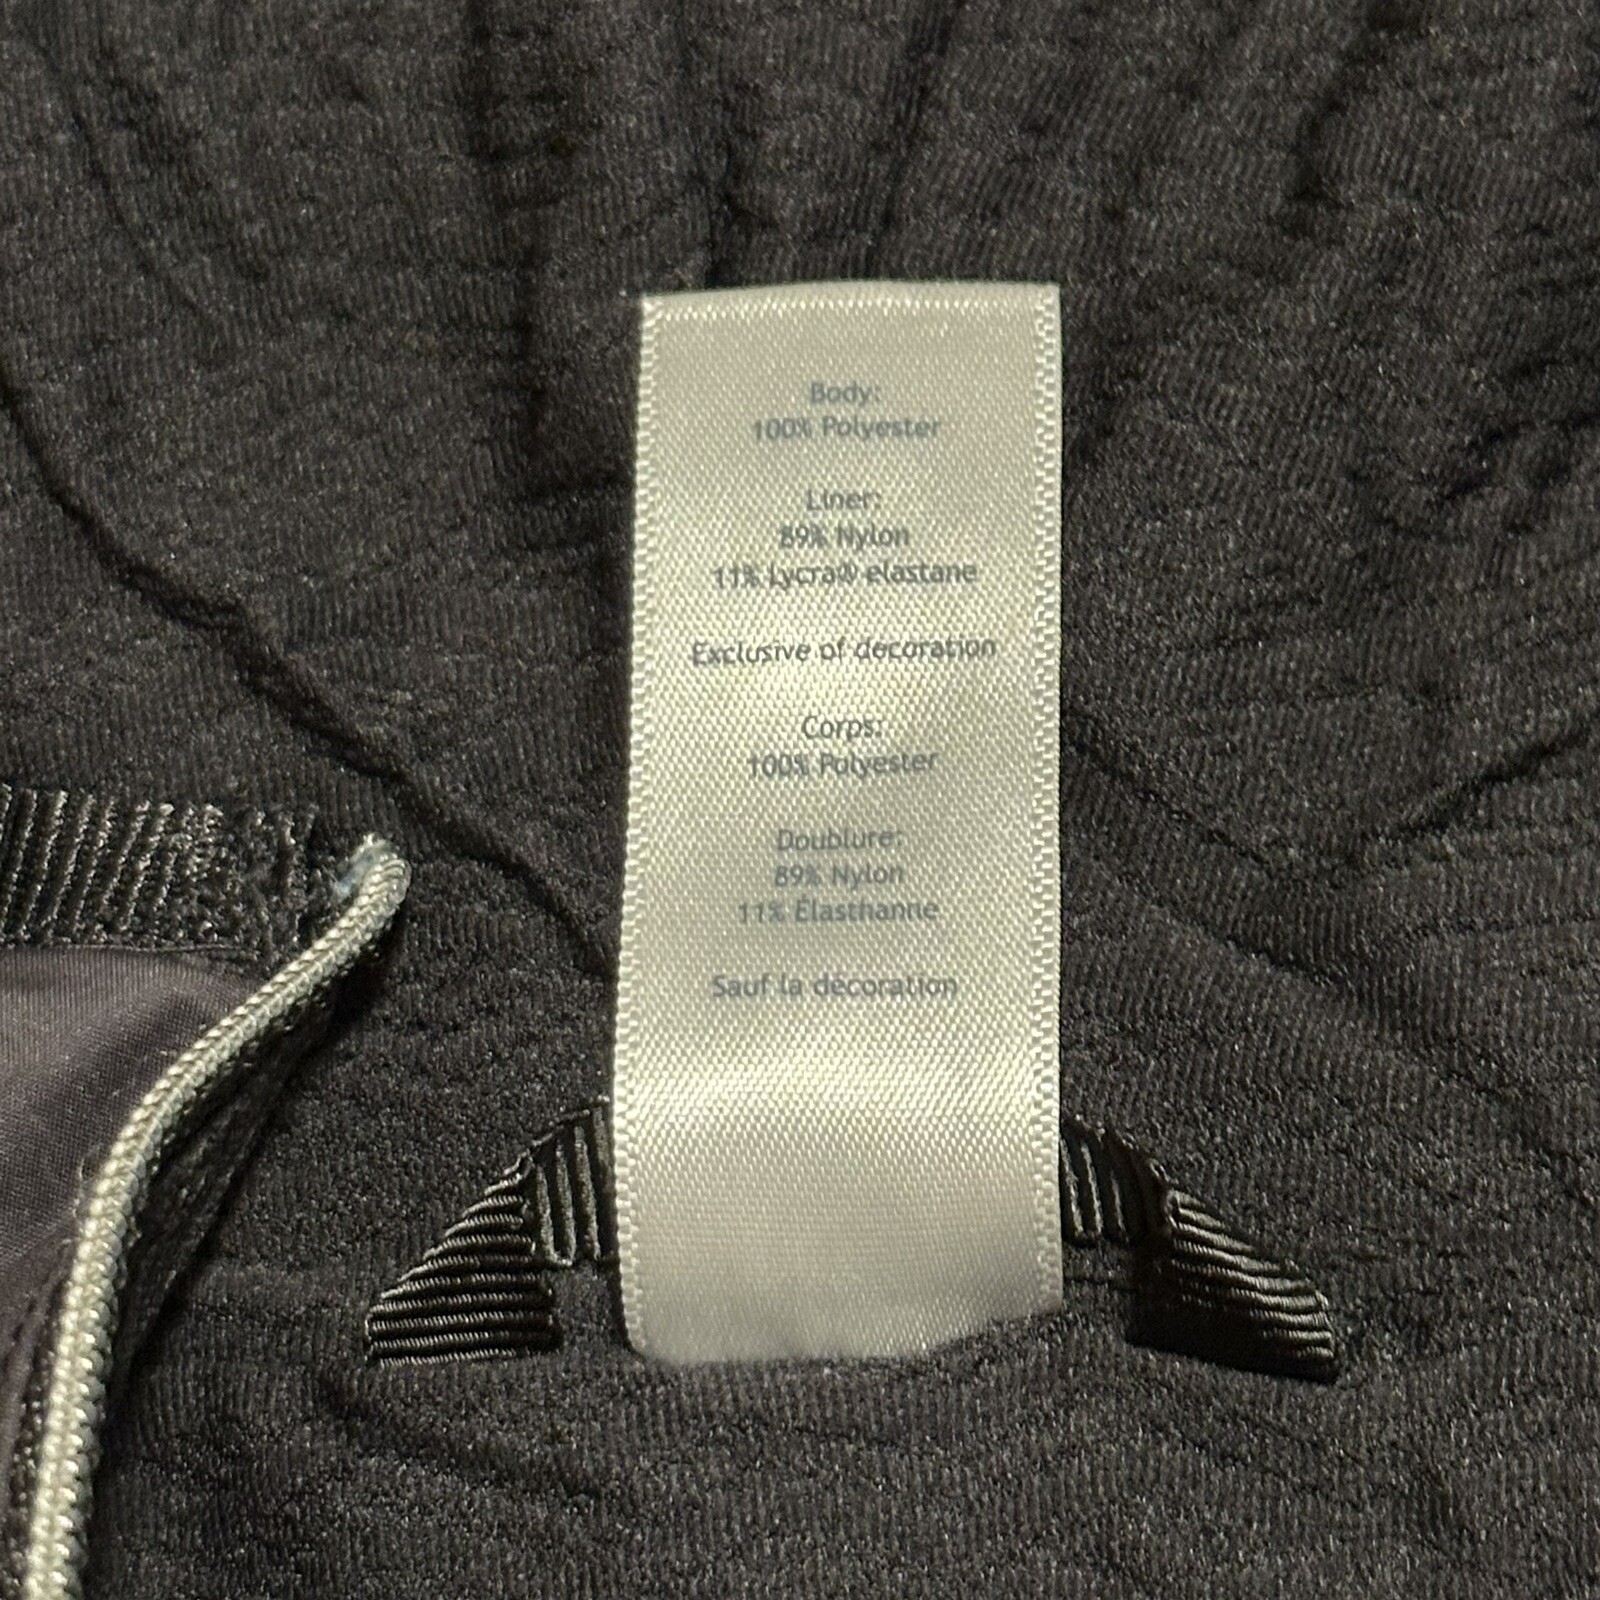 Body:
100% Polyester
Liner:
89% Nylon
11% Lycra® elastane
Exclusive of decoration
Corps:
100% Polyester
Doublure:
89% Nylon
11% Élasthanne
Sauf la décoration